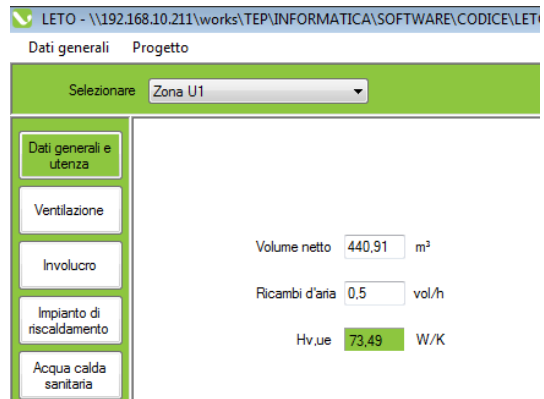 LETO - \\192.168.10.211\works\TEP\INFORMATICA\SOFTWARE\CODICE\LETO
Dati generali Progetto
Selezionare Zona U1
Dati generali e
utenza
Ventilazione
Involucro
Impianto di
riscaldamento
Acqua calda
sanitaria
Volume netto 440,91 m³
Ricambi d'aria 0,5 vol/h
Hv,ue 73,49 W/K